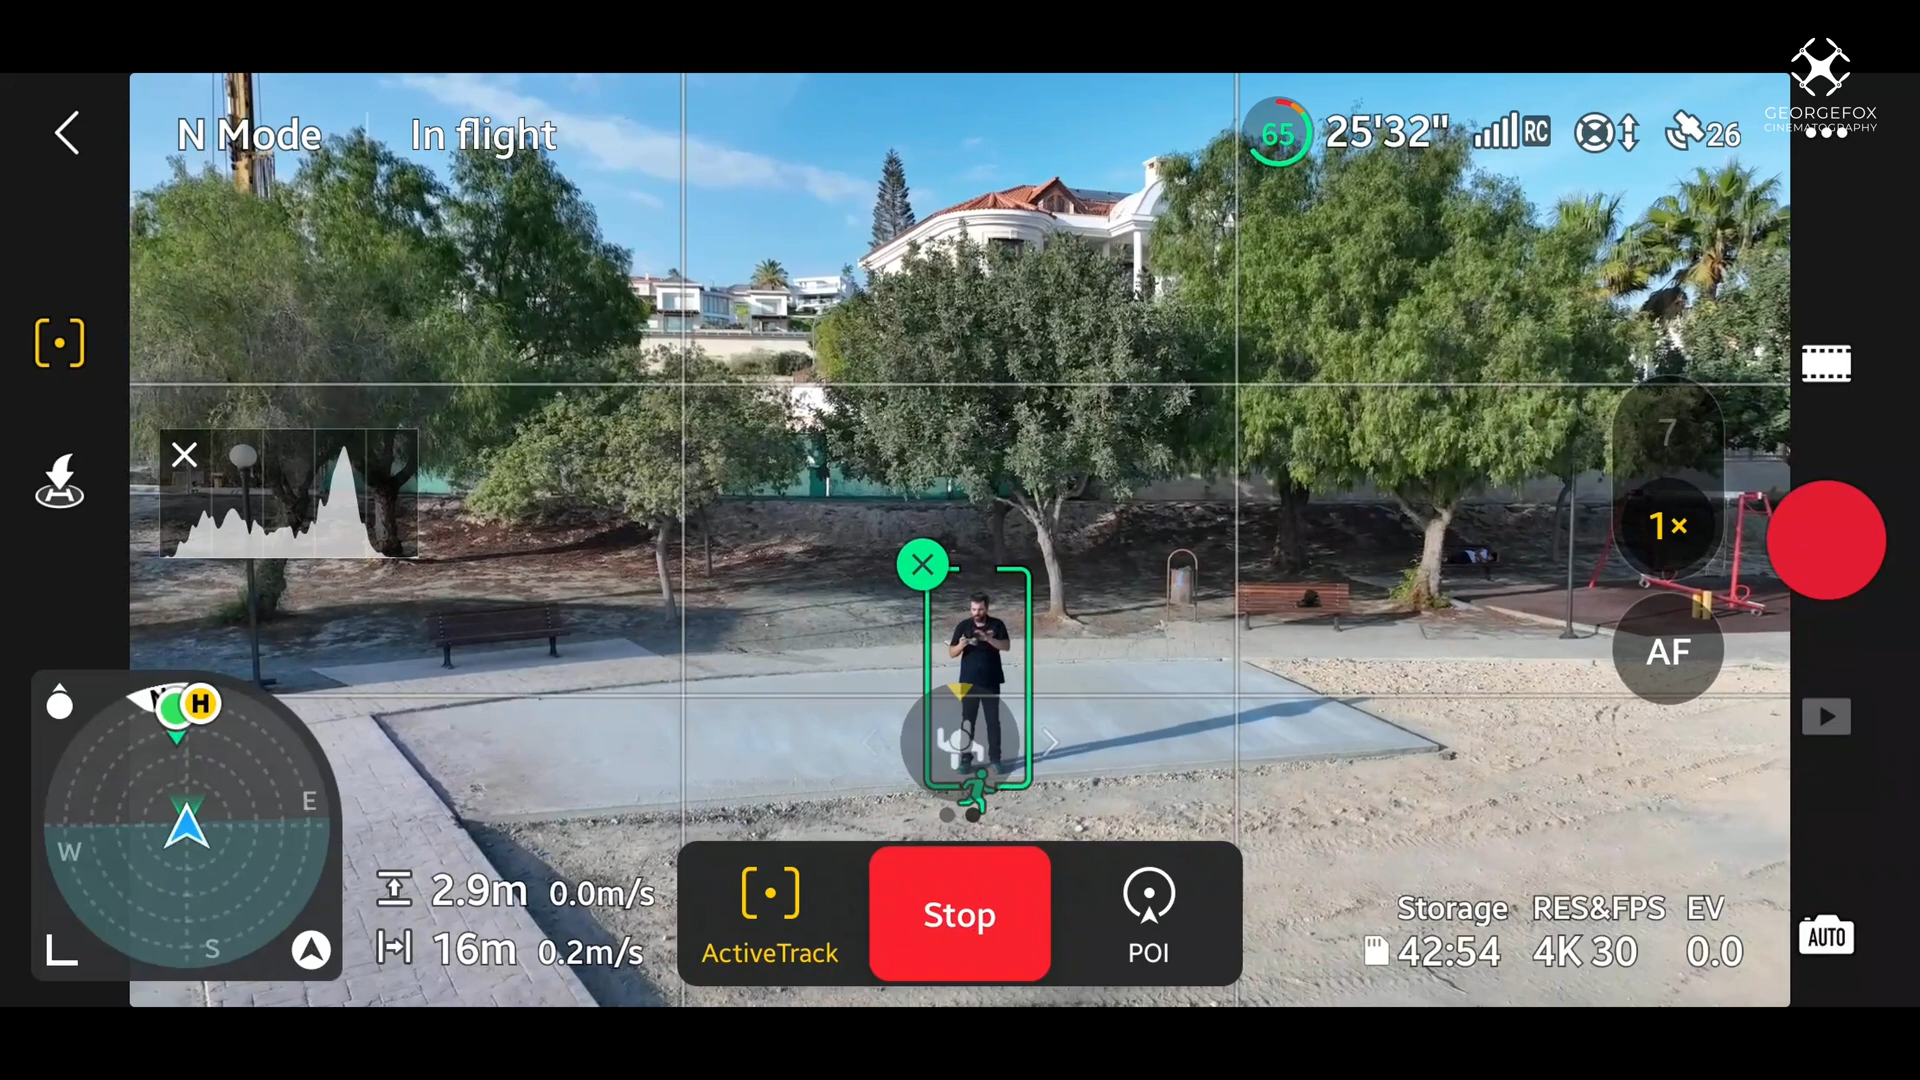 GEORGEFOX
CINEMATOGRAPHY
N Mode
In flight
65
25'32"
RC
26
7
1×
AF
N
H
E
W
S
2.9m 0.0m/s
16m 0.2m/s
ActiveTrack
Stop
POI
Storage RES&FPS EV
42:54 4K 30 0.0
AUTO